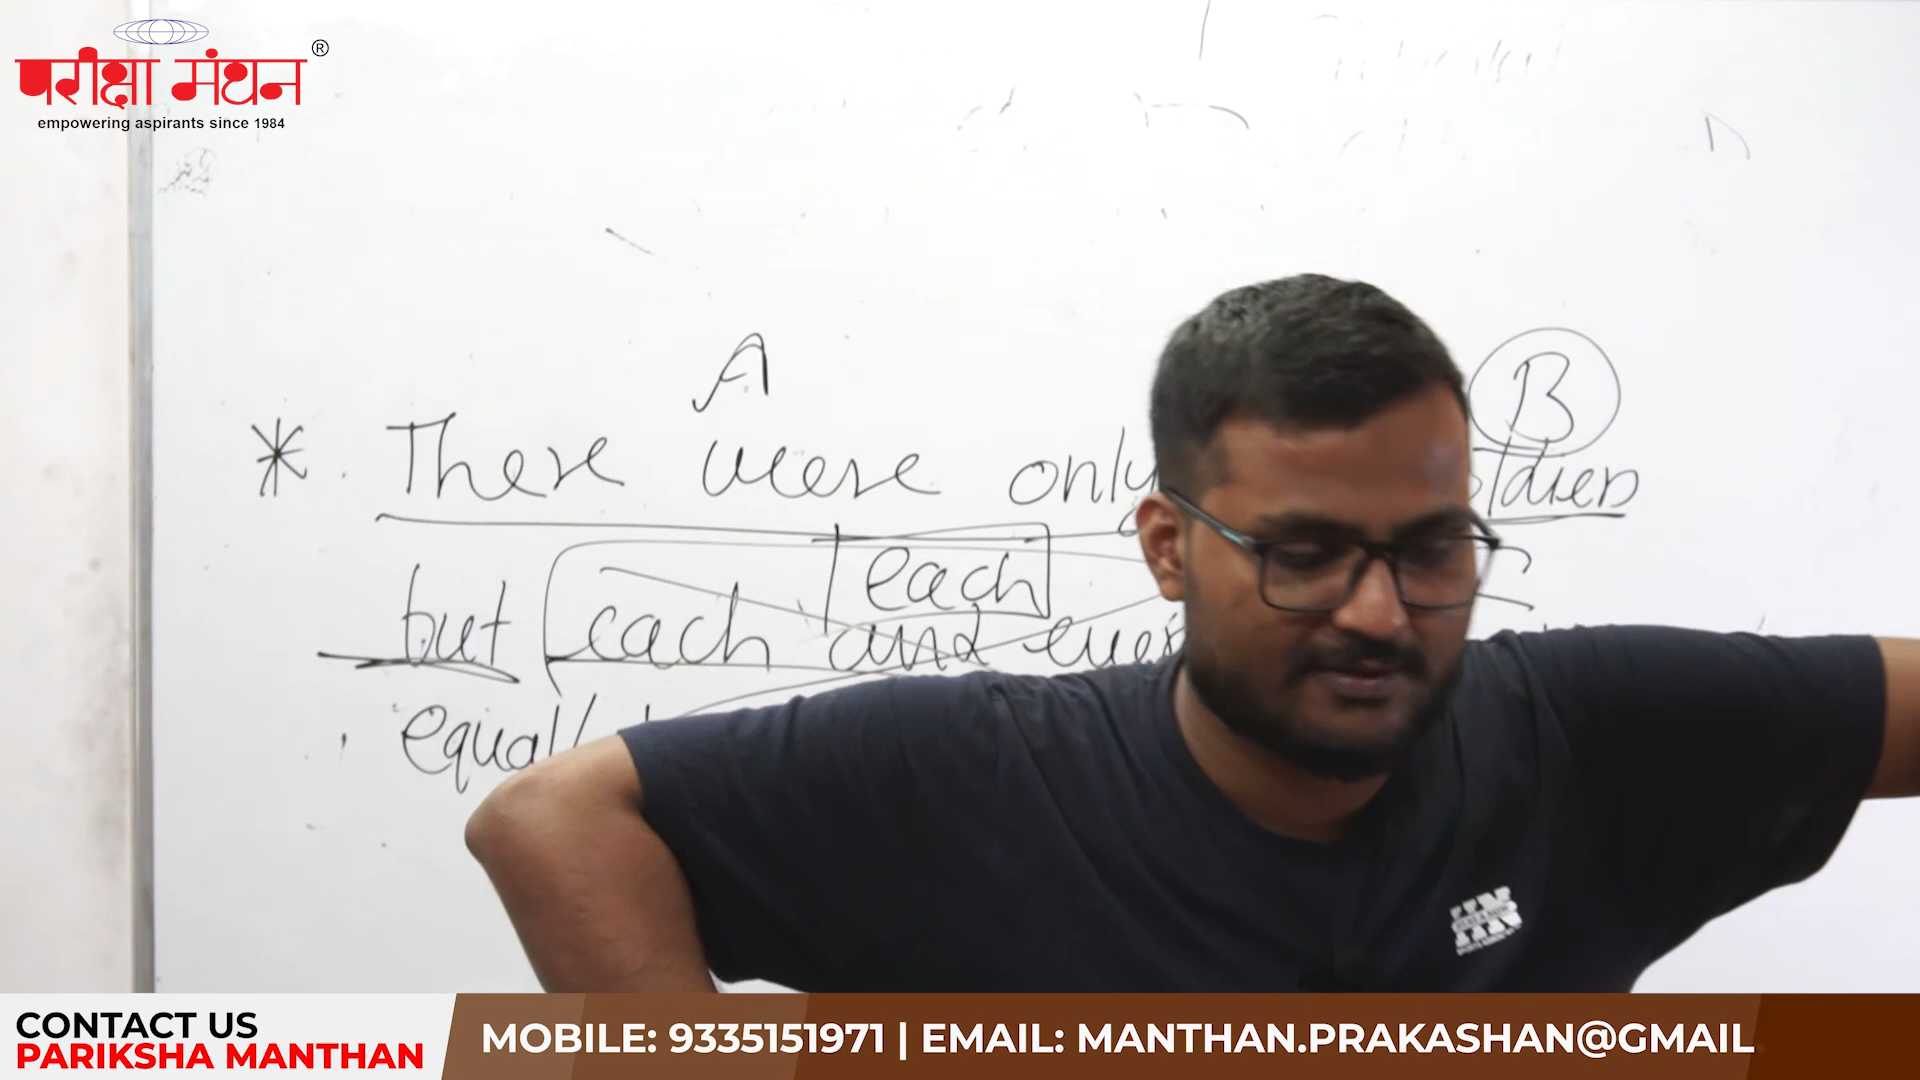 परीक्षा मंथन ®
empowering aspirants since 1984
A B
* . There were only
each
but each and
equal
CONTACT US
PARIKSHA MANTHAN
MOBILE: 9335151971 | EMAIL: MANTHAN.PRAKASHAN@GMAIL